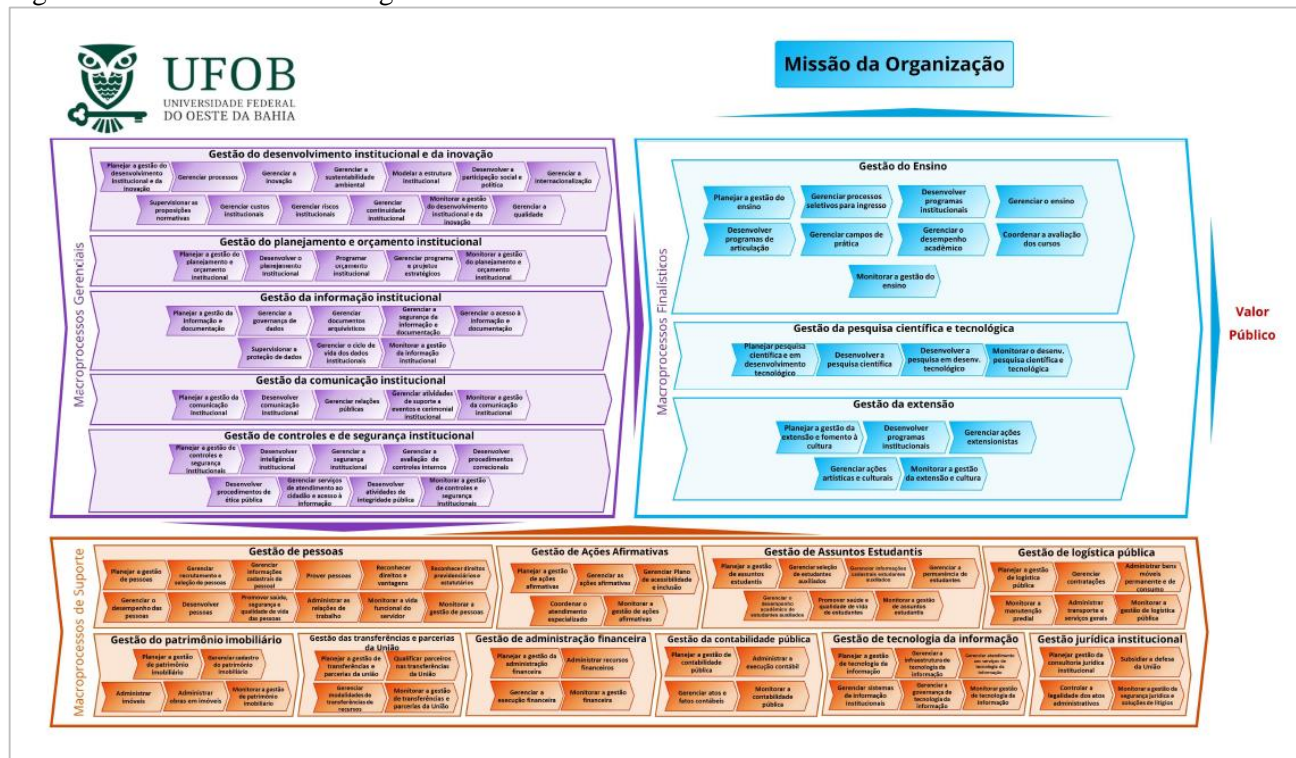 UFOB
UNIVERSIDADE FEDERAL
DO OESTE DA BAHIA
Missão da Organização
Macroprocessos Gerenciais
Gestão do desenvolvimento institucional e da inovação
Planejar a gestão do
desenvolvimento
institucional e da
inovação
Gerenciar processos
Gerenciar a
inovação
Gerenciar a
sustentabilidade
ambiental
Modelar a estrutura
institucional
Desenvolver a
participação social e
política
Gerenciar a
internacionalização
Supervisionar as
proposições
normativas
Gerenciar custos
institucionais
Gerenciar riscos
institucionais
Gerenciar
continuidade
institucional
Monitorar a gestão
do desenvolvimento
institucional e da
inovação
Gerenciar a
qualidade
Gestão do planejamento e orçamento institucional
Planejar a gestão do
planejamento e
orçamento
institucional
Desenvolver o
planejamento
institucional
Programar
orçamento
institucional
Gerenciar programa
e projetos
estratégicos
Monitorar a gestão
do planejamento e
orçamento
institucional
Gestão da informação institucional
Planejar a gestão da
informação e
documentação
Gerenciar a
governança de
dados
Gerenciar
documentos
arquivísticos
Gerenciar a
segurança da
informação e
documentação
Gerenciar o acesso à
informação e
documentação
Supervisionar a
proteção de dados
Gerenciar o ciclo de
vida dos dados
institucionais
Monitorar a gestão
da informação
institucional
Gestão da comunicação institucional
Planejar a gestão da
comunicação
institucional
Desenvolver
comunicação
institucional
Gerenciar relações
públicas
Gerenciar atividades
de suporte a
eventos e cerimonial
institucional
Monitorar a gestão
da comunicação
institucional
Gestão de controles e de segurança institucional
Planejar a gestão de
controles e
segurança
institucionais
Desenvolver
inteligência
institucional
Gerenciar a
segurança
institucional
Gerenciar a
avaliação de
controles internos
Desenvolver
procedimentos
correcionais
Desenvolver
procedimentos de
ética pública
Gerenciar serviços
de atendimento ao
cidadão e acesso à
informação
Desenvolver
atividades de
integridade pública
Monitorar a gestão
de controles e
segurança
institucionais
Macroprocessos Finalísticos
Gestão do Ensino
Planejar a gestão do
ensino
Gerenciar processos
seletivos para ingresso
Desenvolver
programas
institucionais
Gerenciar o ensino
Desenvolver
programas de
articulação
Gerenciar campos de
prática
Gerenciar o
desempenho
acadêmico
Coordenar a avaliação
dos cursos
Monitorar a gestão do
ensino
Gestão da pesquisa científica e tecnológica
Planejar pesquisa
científica e em
desenvolvimento
tecnológico
Desenvolver a
pesquisa científica
Desenvolver a
pesquisa em desenv.
tecnológico
Monitorar o desenv.
pesquisa científica e
tecnológica
Gestão da extensão
Planejar a gestão da
extensão e fomento à
cultura
Desenvolver
programas
institucionais
Gerenciar ações
extensionistas
Gerenciar ações
artísticas e culturais
Monitorar a gestão
da extensão e cultura
Valor
Público
Macroprocessos de Suporte
Gestão de pessoas
Planejar a gestão
de pessoas
Gerenciar
recrutamento e
seleção de pessoas
Gerenciar
informações
cadastrais de
pessoal
Prover pessoas
Reconhecer
direitos e
vantagens
Reconhecer direitos
previdenciários e
estatutários
Gerenciar o
desempenho das
pessoas
Desenvolver
pessoas
Promover saúde,
segurança e
qualidade de vida
das pessoas
Administrar as
relações de
trabalho
Monitorar a vida
funcional do
servidor
Monitorar a
gestão de pessoas
Gestão de Ações Afirmativas
Planejar a gestão
de ações
afirmativas
Gerenciar as
ações afirmativas
Gerenciar Plano
de acessibilidade
e inclusão
Coordenar o
atendimento
especializado
Monitorar a
gestão de ações
afirmativas
Gestão de Assuntos Estudantis
Planejar a gestão
de assuntos
estudantis
Gerenciar seleção
de estudantes
auxiliados
Gerenciar informações
cadastrais estudantes
auxiliados
Gerenciar a
permanência de
estudantes
Gerenciar o
desempenho
acadêmico de
estudantes auxiliados
Promover saúde e
qualidade de vida
de estudantes
Monitorar a gestão
de assuntos
estudantis
Gestão de logística pública
Planejar a gestão
de logística
pública
Gerenciar
contratações
Administrar bens
móveis
permanente e de
consumo
Monitorar a
manutenção
predial
Administrar
transporte e
serviços gerais
Monitorar a
gestão de logística
pública
Gestão do patrimônio imobiliário
Planejar a gestão
do patrimônio
imobiliário
Gerenciar cadastro
do patrimônio
imobiliário
Administrar
imóveis
Administrar
obras em imóveis
Monitorar a gestão
de patrimônio
imobiliario
Gestão das transferências e parcerias
da União
Planejar a gestão de
transferências e
parcerias da união
Qualificar parceiros
nas transferências
da União
Gerenciar
modalidades de
transferências de
recursos
Monitorar a gestão
de transferências e
parcerias da União
Gestão de administração financeira
Planejar a gestão da
administração
financeira
Administrar recursos
financeiros
Gerenciar a
execução financeira
Monitorar a gestão
financeira
Gestão da contabilidade pública
Planejar a gestão de
contabilidade
pública
Administrar a
execução contábil
Gerenciar atos e
fatos contábeis
Monitorar a
contabilidade
pública
Gestão de tecnologia da informação
Planejar a gestão
de tecnologia da
informação
Gerenciar a
infraestrutura de
tecnologia da
informação
Gerenciar atendimento
em serviços de
tecnologia da
informação
Gerenciar sistemas
de informação
institucionais
Gerenciar a
governança de
tecnologia da
informação
Monitorar gestão
de tecnologia da
informação
Gestão jurídica institucional
Planejar gestão da
consultoria jurídica
institucional
Subsidiar a defesa
da União
Controlar a
legalidade dos atos
administrativos
Monitorar a gestão de
segurança jurídica e
soluções de litígios